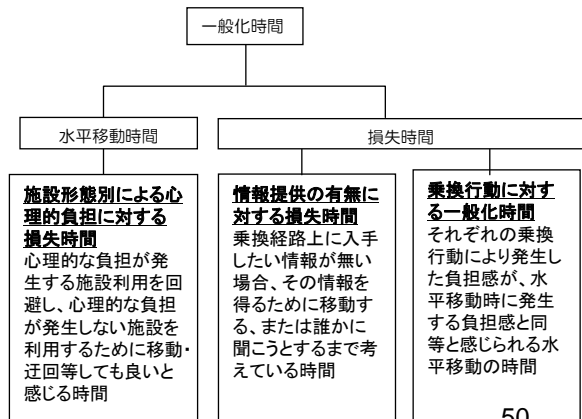 一般化時間
水平移動時間
損失時間
施設形態別による心
理的負担に対する
損失時間
心理的な負担が発
生する施設利用を回
避し、心理的な負担
が発生しない施設を
利用するために移動・
迂回等しても良いと
感じる時間
情報提供の有無に
対する損失時間
乗換経路上に入手
したい情報が無い
場合、その情報を
得るために移動す
る、または誰かに
聞こうとするまで考
えている時間
乗換行動に対す
る一般化時間
それぞれの乗換
行動により発生し
た負担感が、水
平移動時に発生
する負担感と同
等と感じられる水
平移動の時間
50